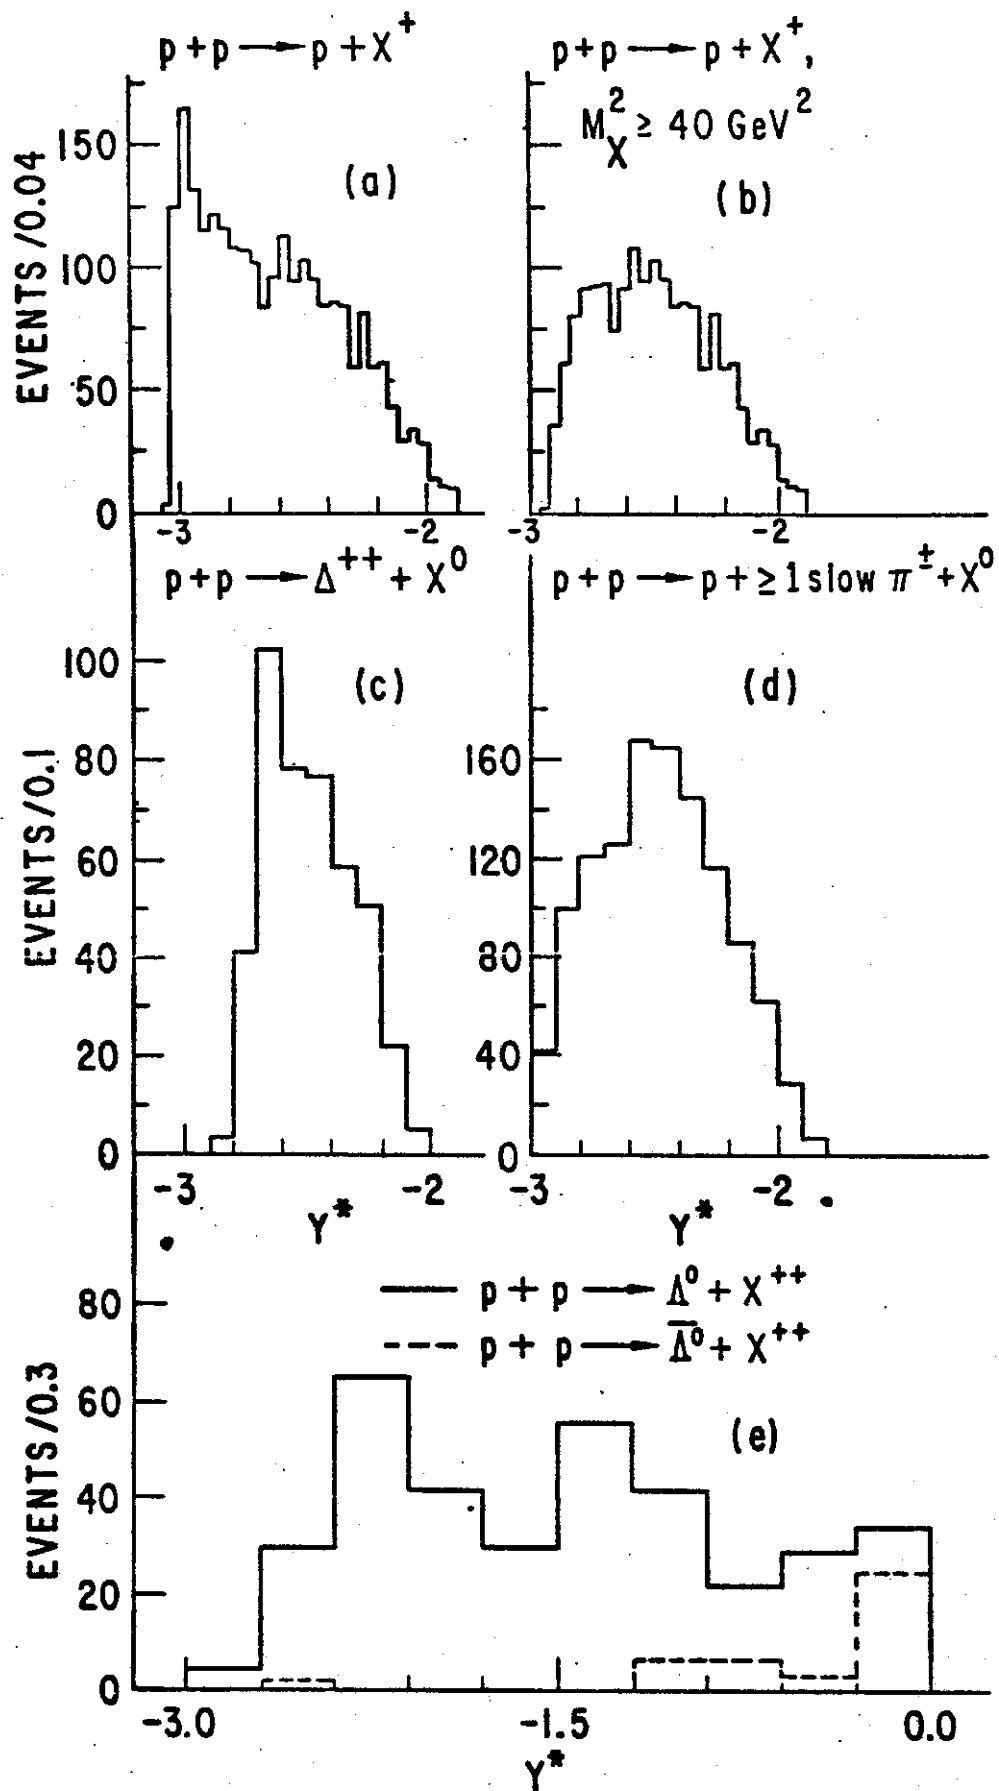 p + p ⟶ p + X⁺
EVENTS /0.04
150
100
50
0
-3
-2
(a)
p + p ⟶ p + X⁺,
M²_X ≥ 40 GeV²
(b)
-3
-2
0
p + p ⟶ Δ⁺⁺ + X⁰
EVENTS/0.1
100
80
60
40
20
0
(c)
-3
-2
Y*
p + p ⟶ p + ≥ 1 slow π± + X⁰
160
120
80
40
0
(d)
-3
-2
Y*
p + p ⟶ Λ⁰ + X⁺⁺
p + p ⟶ Λ̅⁰ + X⁺⁺
EVENTS/0.3
80
60
40
20
0
(e)
-3.0
-1.5
0.0
Y*